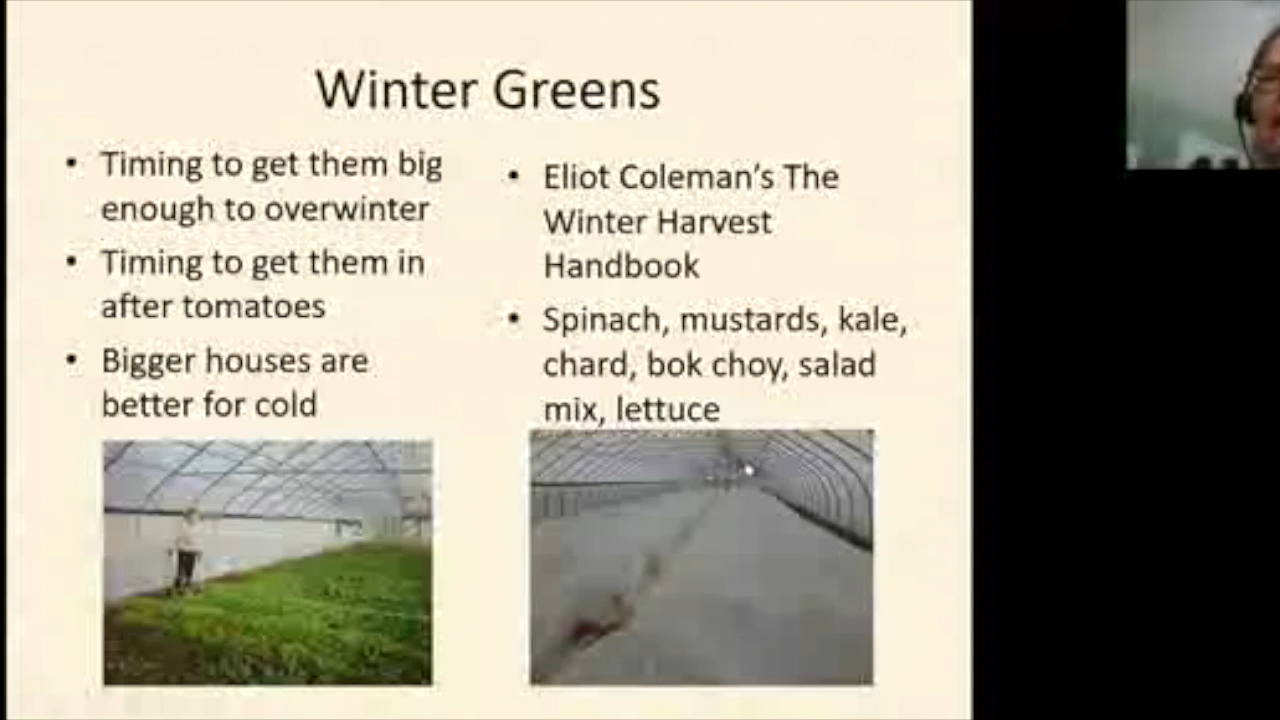 Winter Greens
• Timing to get them big
enough to overwinter
• Timing to get them in
after tomatoes
• Bigger houses are
better for cold
• Eliot Coleman's The
Winter Harvest
Handbook
• Spinach, mustards, kale,
chard, bok choy, salad
mix, lettuce